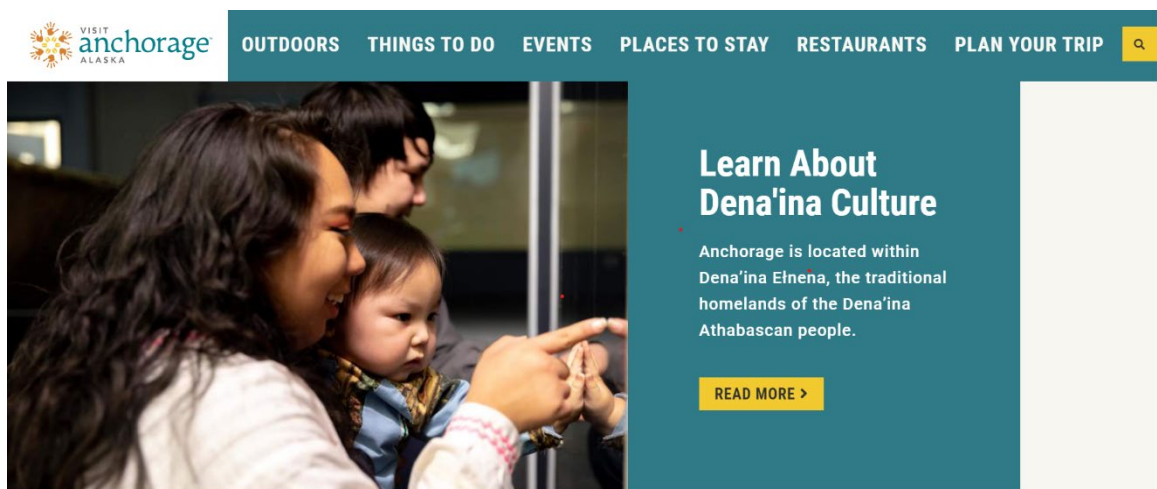 VISIT
anchorage
ALASKA
OUTDOORS THINGS TO DO EVENTS PLACES TO STAY RESTAURANTS PLAN YOUR TRIP
Learn About
Dena'ina Culture
Anchorage is located within
Dena’ina Ełnena, the traditional
homelands of the Dena’ina
Athabascan people.
READ MORE >